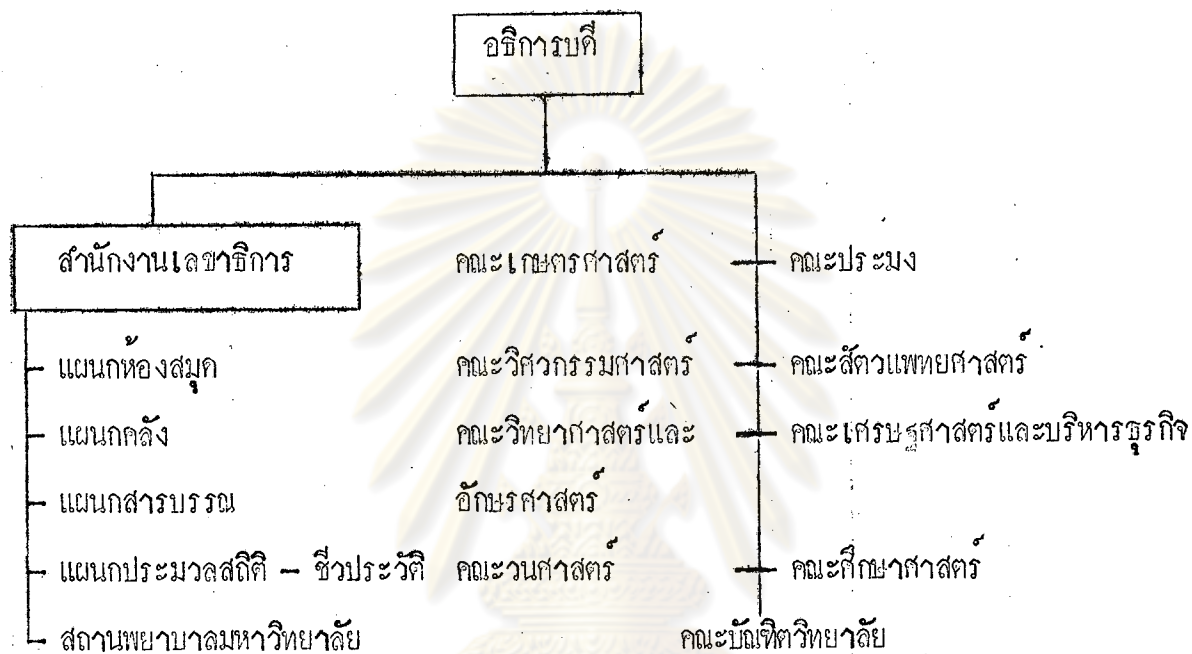 อธิการบดี
สำนักงานเลขาธิการ
แผนกห้องสมุด
แผนกคลัง
แผนกสารบรรณ
แผนกประมวลสถิติ – ชีวประวัติ
สถานพยาบาลมหาวิทยาลัย
คณะเกษตรศาสตร์
คณะวิศวกรรมศาสตร์
คณะวิทยาศาสตร์และ
อักษรศาสตร์
คณะวนศาสตร์
คณะประมง
คณะสัตวแพทยศาสตร์
คณะเศรษฐศาสตร์และบริหารธุรกิจ
คณะศึกษาศาสตร์
คณะบัณฑิตวิทยาลัย